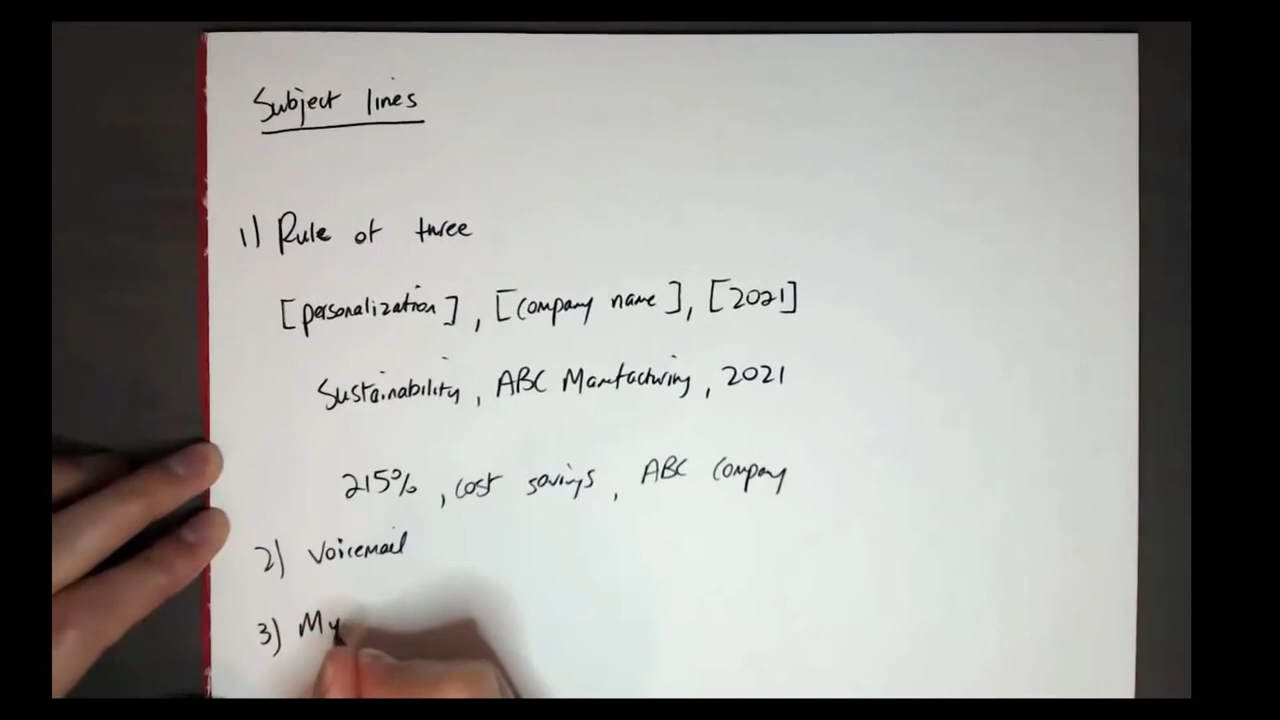 Subject lines
1) Rule of three
[personalization], [company name], [2021]
Sustainability, ABC Manufacturing, 2021
215%, cost savings, ABC Company
2) Voicemail
3) My